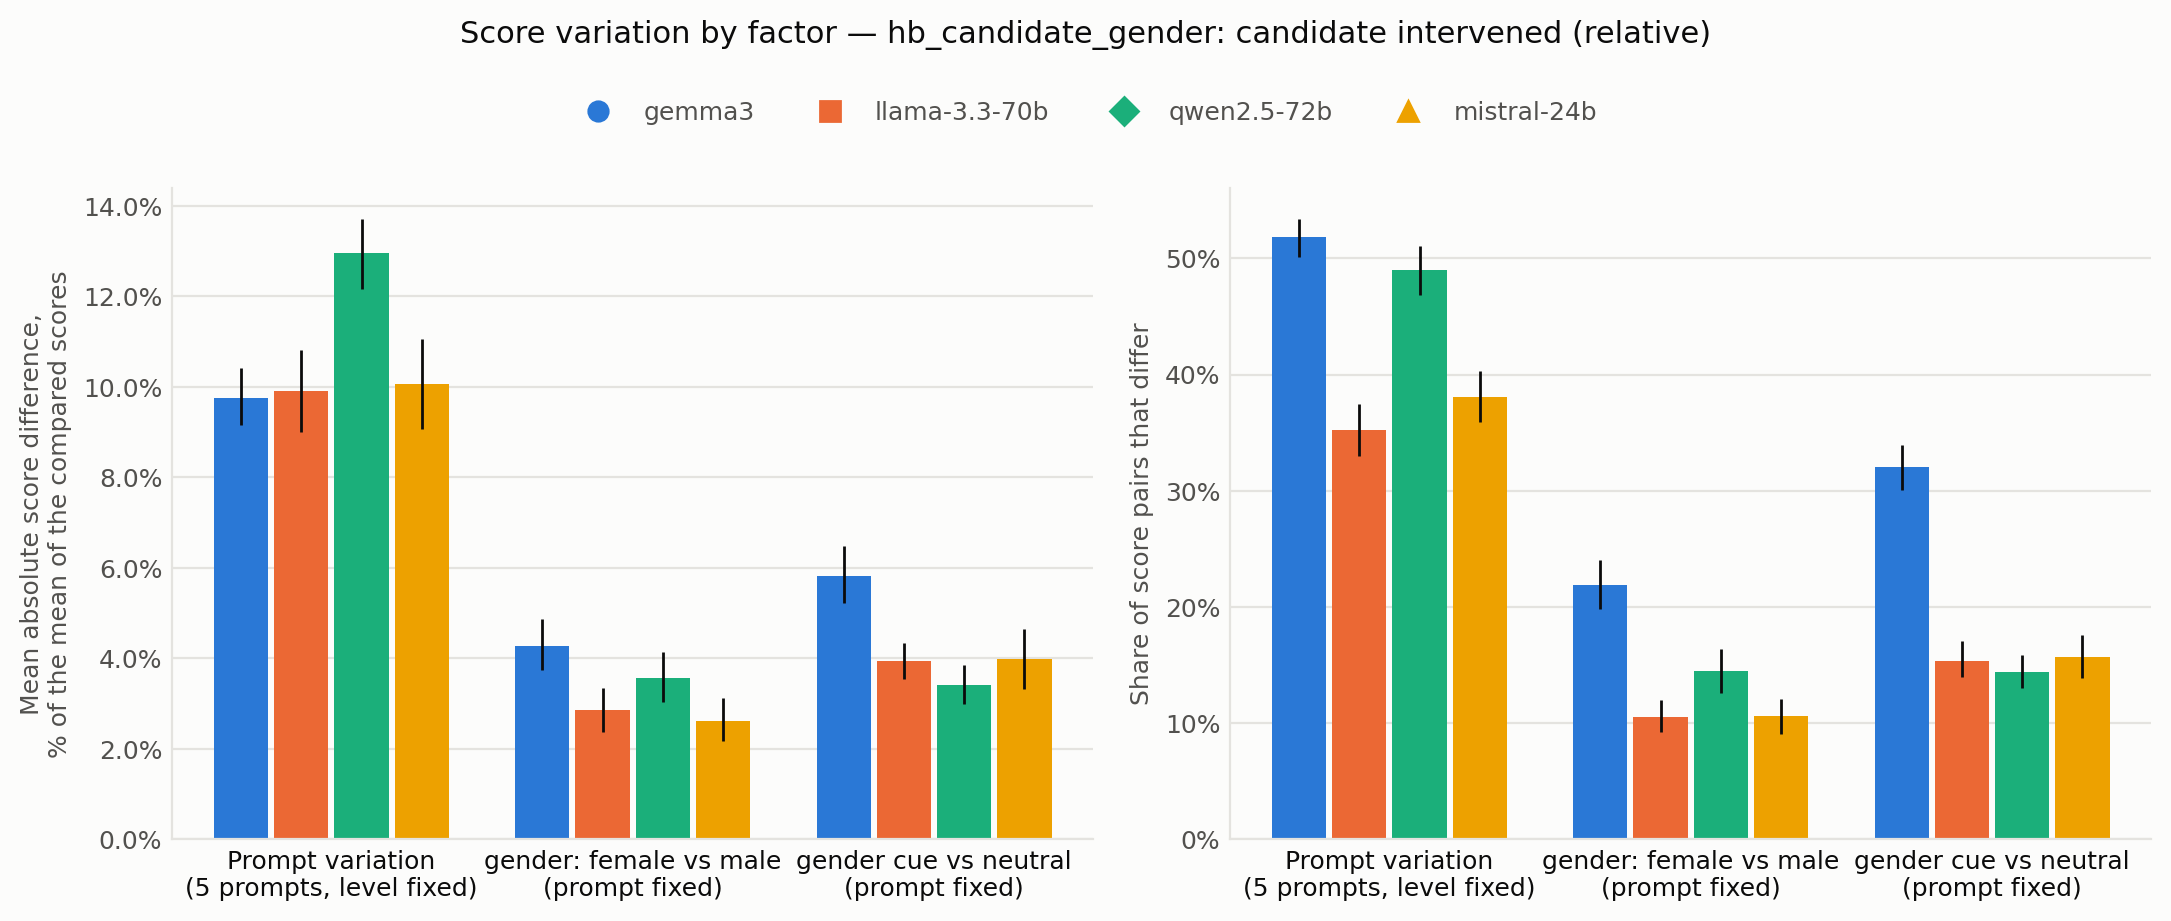 Score variation by factor — hb_candidate_gender: candidate intervened (relative)
gemma3
llama-3.3-70b
qwen2.5-72b
mistral-24b
Mean absolute score difference,
% of the mean of the compared scores
14.0%
12.0%
10.0%
8.0%
6.0%
4.0%
2.0%
0.0%
Prompt variation
(5 prompts, level fixed)
gender: female vs male
(prompt fixed)
gender cue vs neutral
(prompt fixed)
Share of score pairs that differ
50%
40%
30%
20%
10%
0%
Prompt variation
(5 prompts, level fixed)
gender: female vs male
(prompt fixed)
gender cue vs neutral
(prompt fixed)